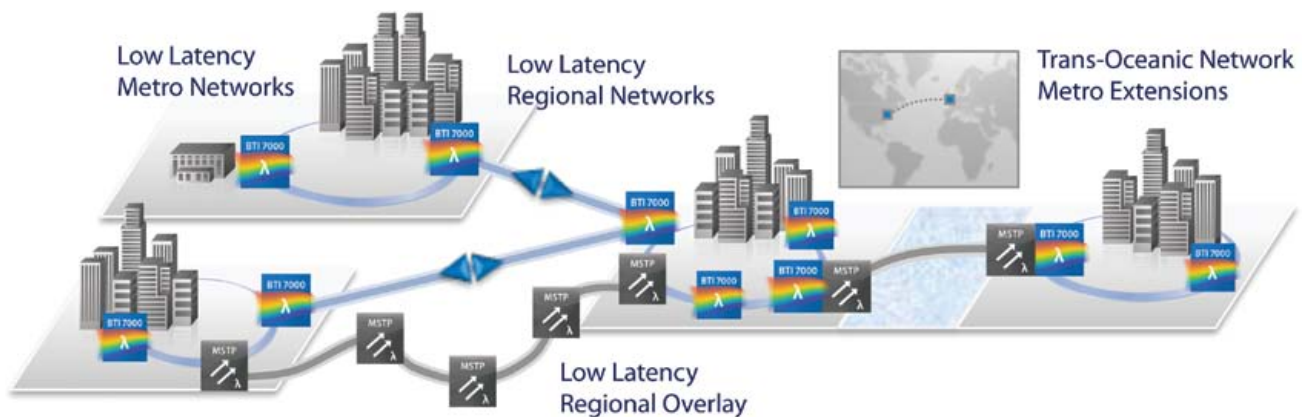 Low Latency
Metro Networks
Low Latency
Regional Networks
Trans-Oceanic Network
Metro Extensions
BTI 7000
λ
BTI 7000
λ
BTI 7000
λ
BTI 7000
λ
BTI 7000
λ
BTI 7000
λ
MSTP
λ
BTI 7000
λ
BTI 7000
λ
MSTP
λ
MSTP
λ
BTI 7000
λ
BTI 7000
λ
MSTP
λ
BTI 7000
λ
MSTP
λ
MSTP
λ
MSTP
λ
Low Latency
Regional Overlay